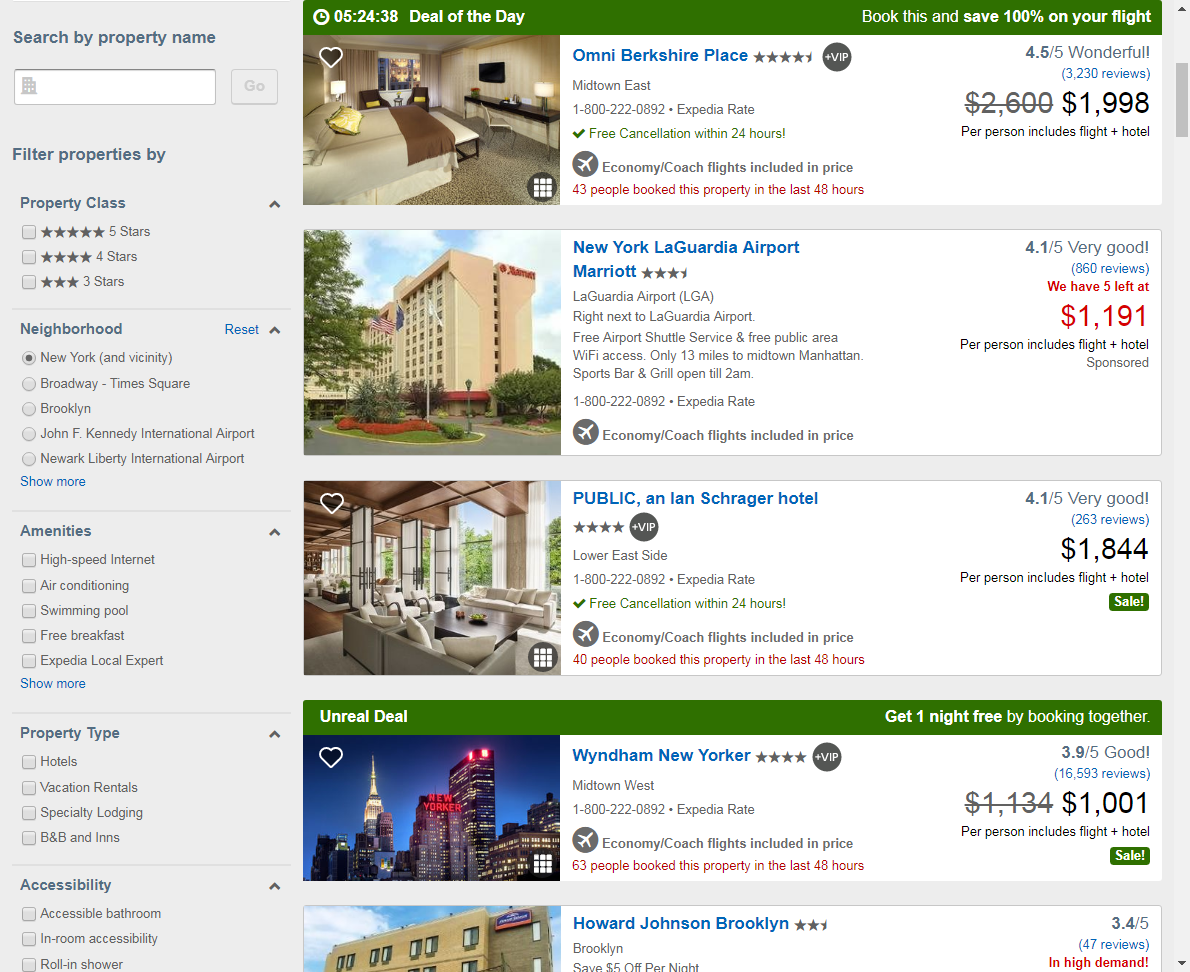 Search by property name
Go
Filter properties by
Property Class
★★★★★ 5 Stars
★★★★ 4 Stars
★★★ 3 Stars
Neighborhood Reset
New York (and vicinity)
Broadway - Times Square
Brooklyn
John F. Kennedy International Airport
Newark Liberty International Airport
Show more
Amenities
High-speed Internet
Air conditioning
Swimming pool
Free breakfast
Expedia Local Expert
Show more
Property Type
Hotels
Vacation Rentals
Specialty Lodging
B&B and Inns
Accessibility
Accessible bathroom
In-room accessibility
Roll-in shower
05:24:38 Deal of the Day Book this and save 100% on your flight
Omni Berkshire Place +VIP
Midtown East
1-800-222-0892 • Expedia Rate
Free Cancellation within 24 hours!
Economy/Coach flights included in price
43 people booked this property in the last 48 hours
4.5/5 Wonderful!
(3,230 reviews)
$2,600 $1,998
Per person includes flight + hotel
Marriott
New York LaGuardia Airport
Marriott
LaGuardia Airport (LGA)
Right next to LaGuardia Airport.
Free Airport Shuttle Service & free public area
WiFi access. Only 13 miles to midtown Manhattan.
Sports Bar & Grill open till 2am.
1-800-222-0892 • Expedia Rate
Economy/Coach flights included in price
4.1/5 Very good!
(860 reviews)
We have 5 left at
$1,191
Per person includes flight + hotel
Sponsored
PUBLIC, an Ian Schrager hotel
+VIP
Lower East Side
1-800-222-0892 • Expedia Rate
Free Cancellation within 24 hours!
Economy/Coach flights included in price
40 people booked this property in the last 48 hours
4.1/5 Very good!
(263 reviews)
$1,844
Per person includes flight + hotel
Sale!
Unreal Deal Get 1 night free by booking together.
NEW
YORKER
Wyndham New Yorker +VIP
Midtown West
1-800-222-0892 • Expedia Rate
Economy/Coach flights included in price
63 people booked this property in the last 48 hours
3.9/5 Good!
(16,593 reviews)
$1,134 $1,001
Per person includes flight + hotel
Sale!
Howard Johnson Brooklyn
Brooklyn
Save $5 Off Per Night
3.4/5
(47 reviews)
In high demand!